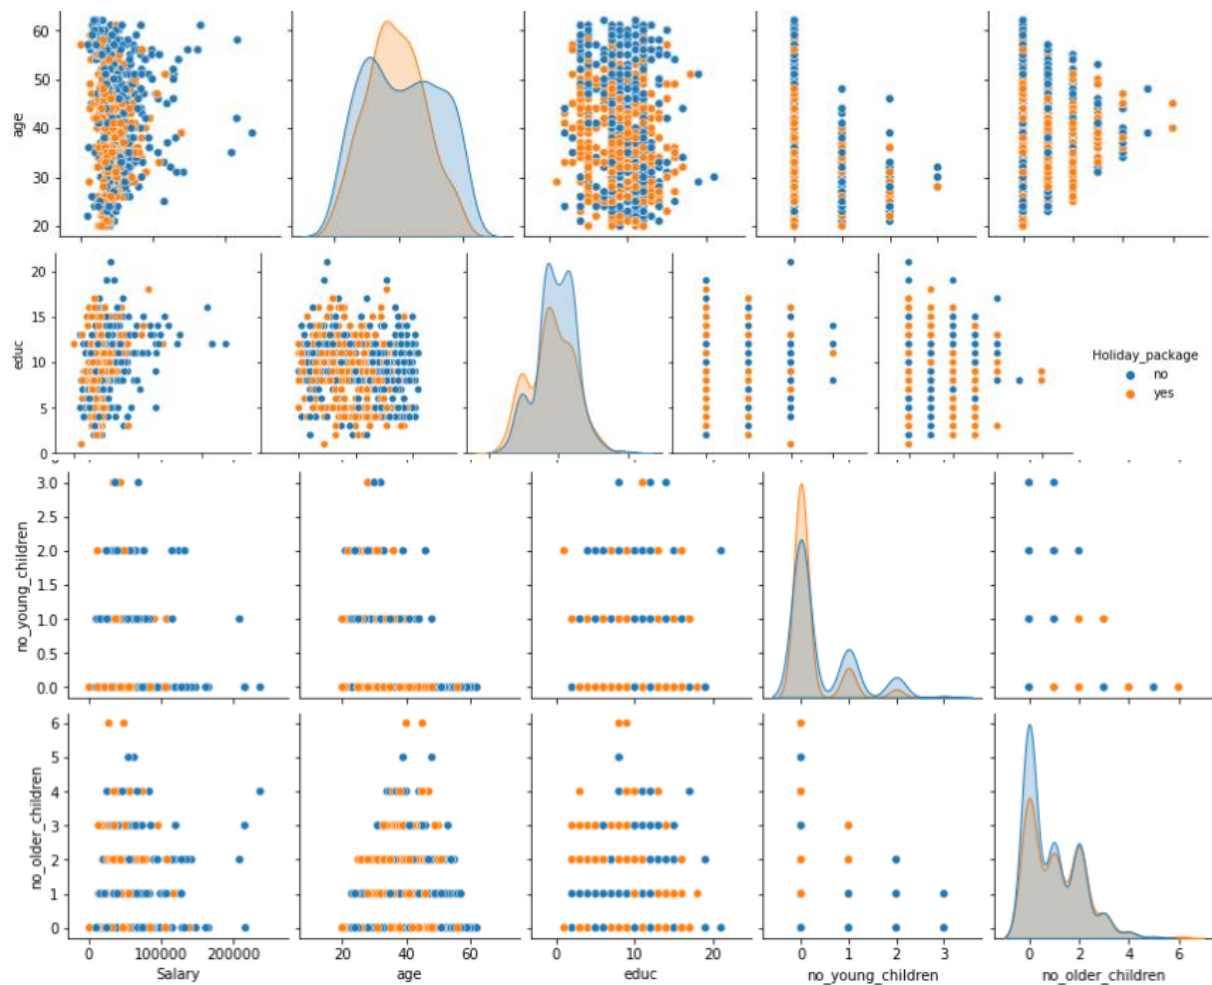 60
50
40
30
20
age
20
15
10
5
0
educ
Holiday_package
no
yes
3.0
2.5
2.0
1.5
1.0
0.5
0.0
no_young_children
6
5
4
3
2
1
0
no_older_children
0 100000 200000
20 40 60
0 10 20
0 1 2 3
0 2 4 6
Salary
age
educ
no_young_children
no_older_children